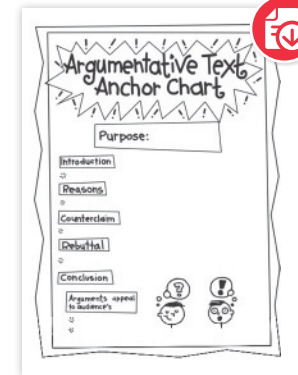 Argumentative Text
Anchor Chart
Purpose:
Introduction
Reasons
Counterclaim
Rebuttal
Conclusion
Arguments appeal
to audience's